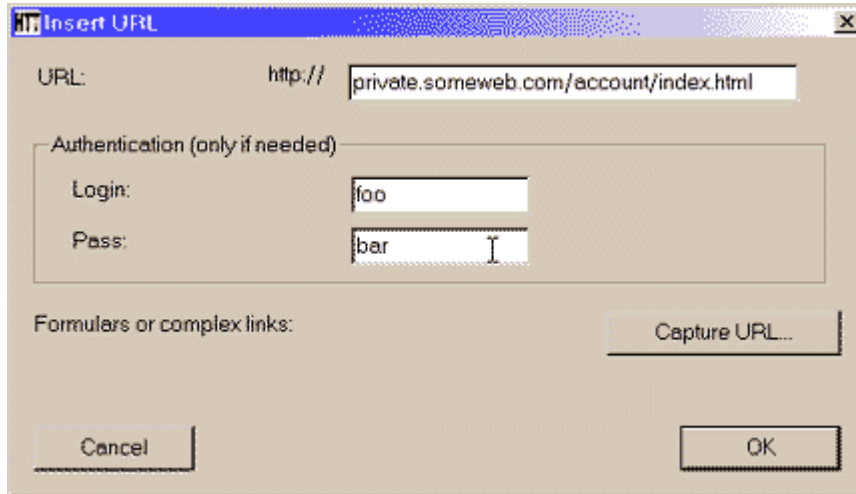 HTT Insert URL
URL: http:// private.someweb.com/account/index.html
Authentication (only if needed)
Login: foo
Pass: bar
Formulars or complex links: Capture URL...
Cancel OK